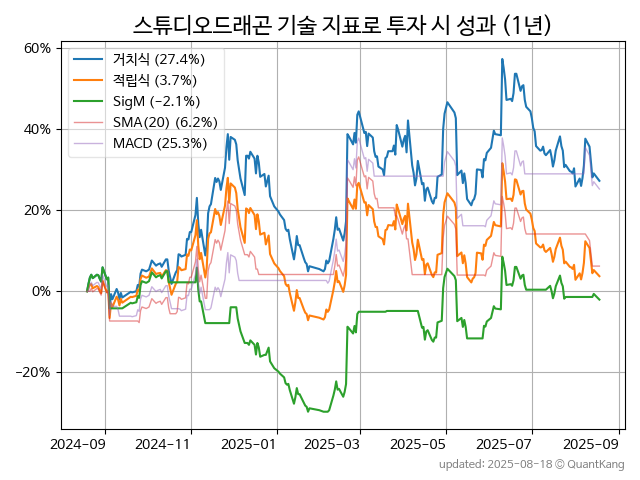 스튜디오드래곤 기술 지표로 투자 시 성과 (1년)
거치식 (27.4%)
적립식 (3.7%)
SigM (−2.1%)
SMA(20) (6.2%)
MACD (25.3%)
60%
40%
20%
0%
−20%
2024-09 2024-11 2025-01 2025-03 2025-05 2025-07 2025-09
updated: 2025-08-18 © QuantKang